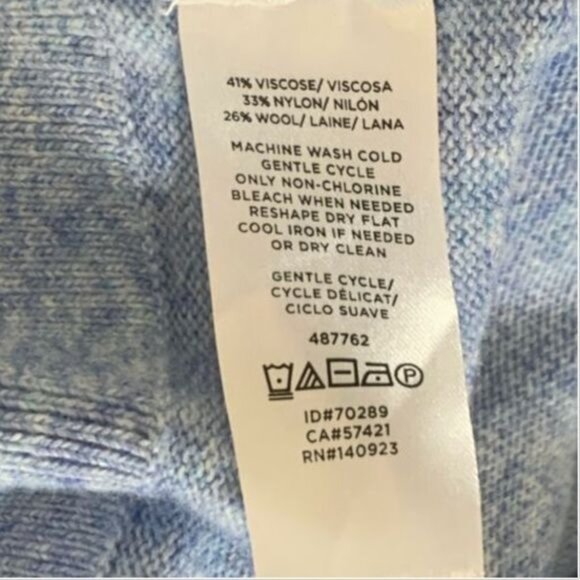 41% VISCOSE/ VISCOSA
33% NYLON/ NILÓN
26% WOOL/ LAINE/ LANA
MACHINE WASH COLD
GENTLE CYCLE
ONLY NON-CHLORINE
BLEACH WHEN NEEDED
RESHAPE DRY FLAT
COOL IRON IF NEEDED
OR DRY CLEAN
GENTLE CYCLE/
CYCLE DÉLICAT/
CICLO SUAVE
487762
P
ID#70289
CA#57421
RN#140923